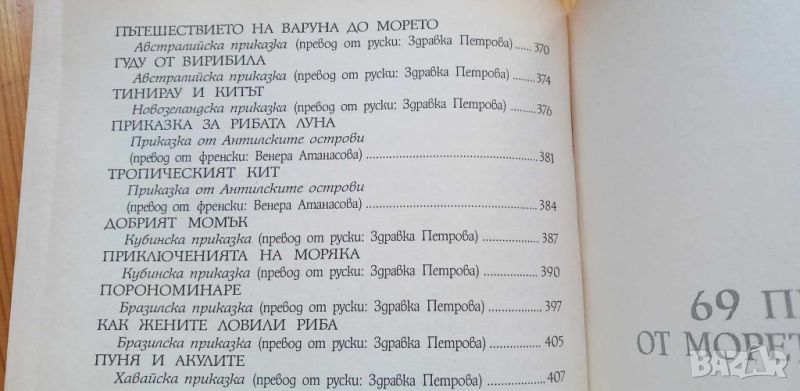 ПЪТЕШЕСТВИЕТО НА ВАРУНА ДО МОРЕТО
Австралийска приказка (превод от руски: Здравка Петрова)...... 370
ГУДУ ОТ ВИРИБИЛА
Австралийска приказка (превод от руски: Здравка Петрова)........ 374
ТИНИРАУ И КИТЪТ
Новозеландска приказка (превод от руски: Здравка Петрова)...... 376
ПРИКАЗКА ЗА РИБАТА ЛУНА
Приказка от Антилските острови
(превод от френски: Венера Атанасова)........ 381
ТРОПИЧЕСКИЯТ КИТ
Приказка от Антилските острови
(превод от френски: Венера Атанасова)........ 384
ДОБРИЯТ МОМЪК
Кубинска приказка (превод от руски: Здравка Петрова)........ 387
ПРИКЛЮЧЕНИЯТА НА МОРЯКА
Кубинска приказка (превод от руски: Здравка Петрова)........ 390
ПОРОНОМИНАРЕ
Бразилска приказка (превод от руски: Здравка Петрова)........ 397
КАК ЖЕНИТЕ ЛОВИЛИ РИБА
Бразилска приказка (превод от руски: Здравка Петрова)........ 405
ПУНЯ И АКУЛИТЕ
Хавайска приказка (превод от руски: Здравка Петрова)........ 407
69 П
ОТ МОРЕТ
BAZAR